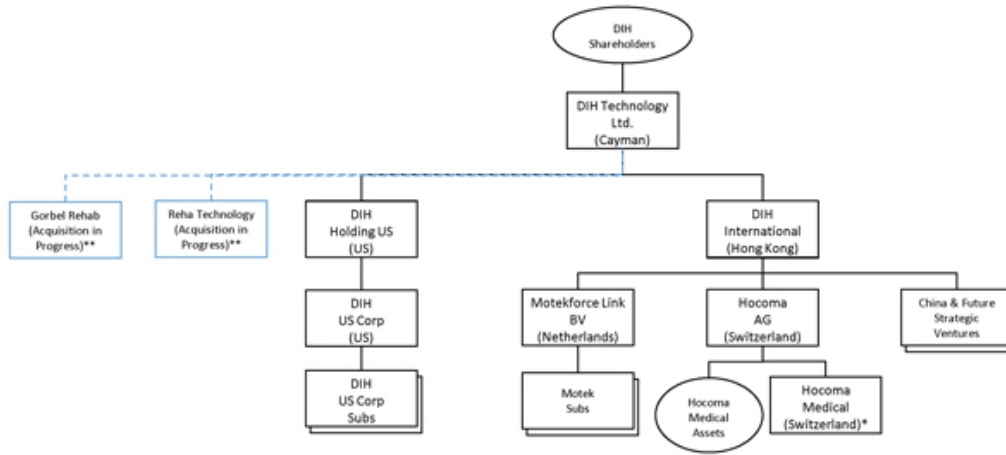 DIH
Shareholders
DIH Technology
Ltd.
(Cayman)
Gorbel Rehab
(Acquisition in
Progress)**
Reha Technology
(Acquisition in
Progress)**
DIH
Holding US
(US)
DIH
International
(Hong Kong)
DIH
US Corp
(US)
Motekforce Link
BV
(Netherlands)
Hocoma
AG
(Switzerland)
China & Future
Strategic
Ventures
DIH
US Corp
Subs
Motek
Subs
Hocoma
Medical
Assets
Hocoma
Medical
(Switzerland)*